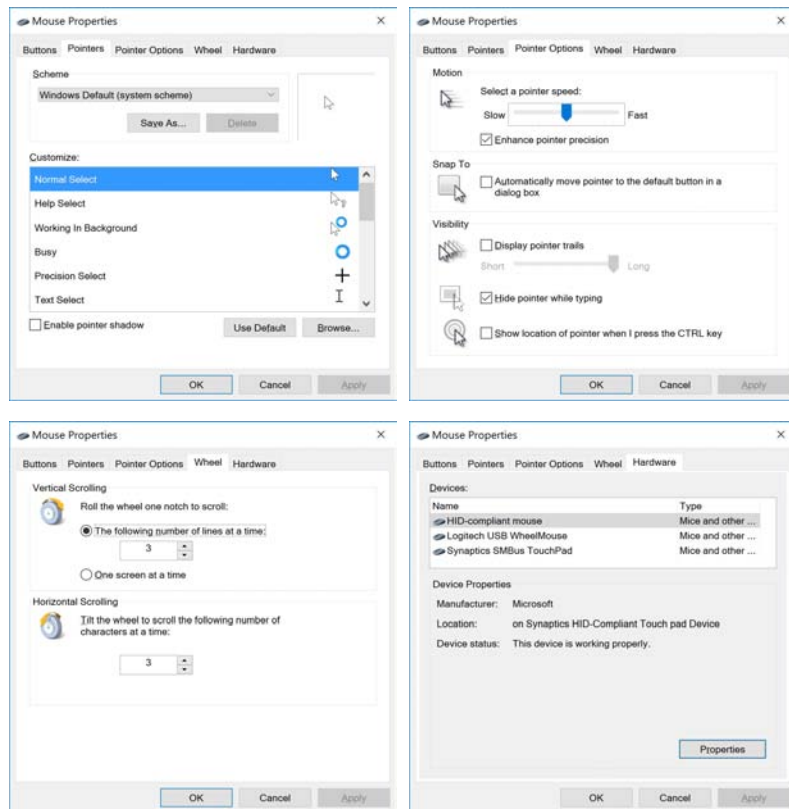 Mouse Properties
Buttons Pointers Pointer Options Wheel Hardware
Scheme
Windows Default (system scheme)
Save As... Delete
Customize:
Normal Select
Help Select
Working In Background
Busy
Precision Select
Text Select
Enable pointer shadow
Use Default Browse...
OK Cancel Apply
Mouse Properties
Buttons Pointers Pointer Options Wheel Hardware
Motion
Select a pointer speed:
Slow Fast
Enhance pointer precision
Snap To
Automatically move pointer to the default button in a
dialog box
Visibility
Display pointer trails
Short Long
Hide pointer while typing
Show location of pointer when I press the CTRL key
OK Cancel Apply
Mouse Properties
Buttons Pointers Pointer Options Wheel Hardware
Vertical Scrolling
Roll the wheel one notch to scroll:
The following number of lines at a time:
3
One screen at a time
Horizontal Scrolling
Tilt the wheel to scroll the following number of
characters at a time:
3
OK Cancel Apply
Mouse Properties
Buttons Pointers Pointer Options Wheel Hardware
Devices:
Name Type
HID-compliant mouse Mice and other ...
Logitech USB WheelMouse Mice and other ...
Synaptics SMBus TouchPad Mice and other ...
Device Properties
Manufacturer: Microsoft
Location: on Synaptics HID-Compliant Touch pad Device
Device status: This device is working properly.
Properties
OK Cancel Apply